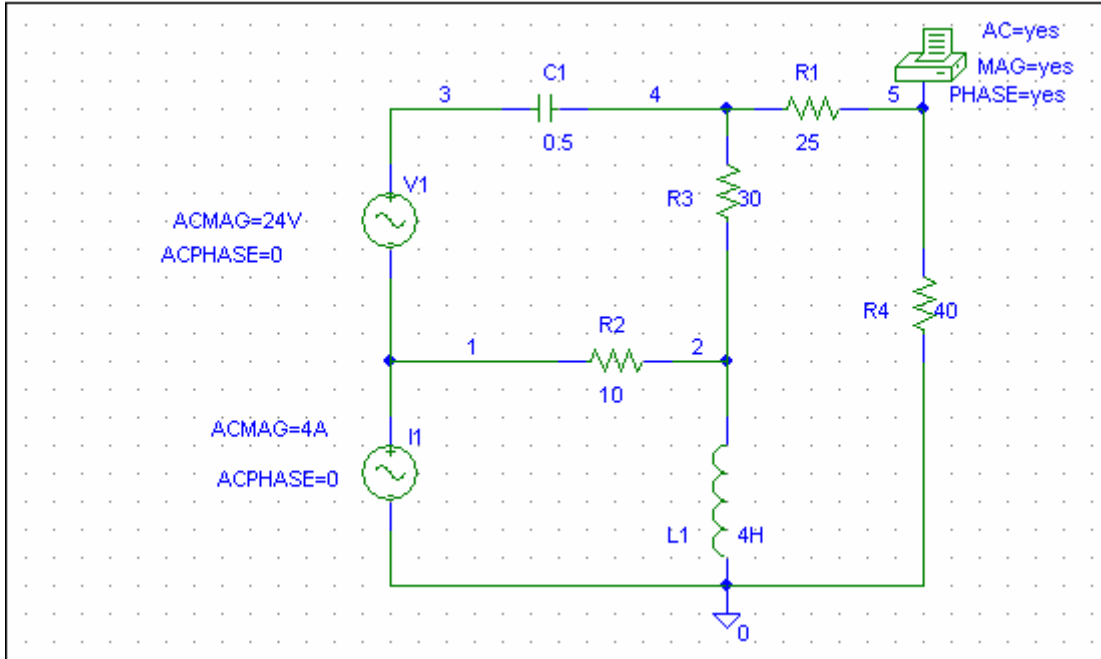 AC=yes
MAG=yes
PHASE=yes
C1
R1
3
4
5
0.5
25
V1
R3
30
ACMAG=24V
ACPHASE=0
R4
40
R2
1
2
10
ACMAG=4A
I1
ACPHASE=0
L1
4H
0